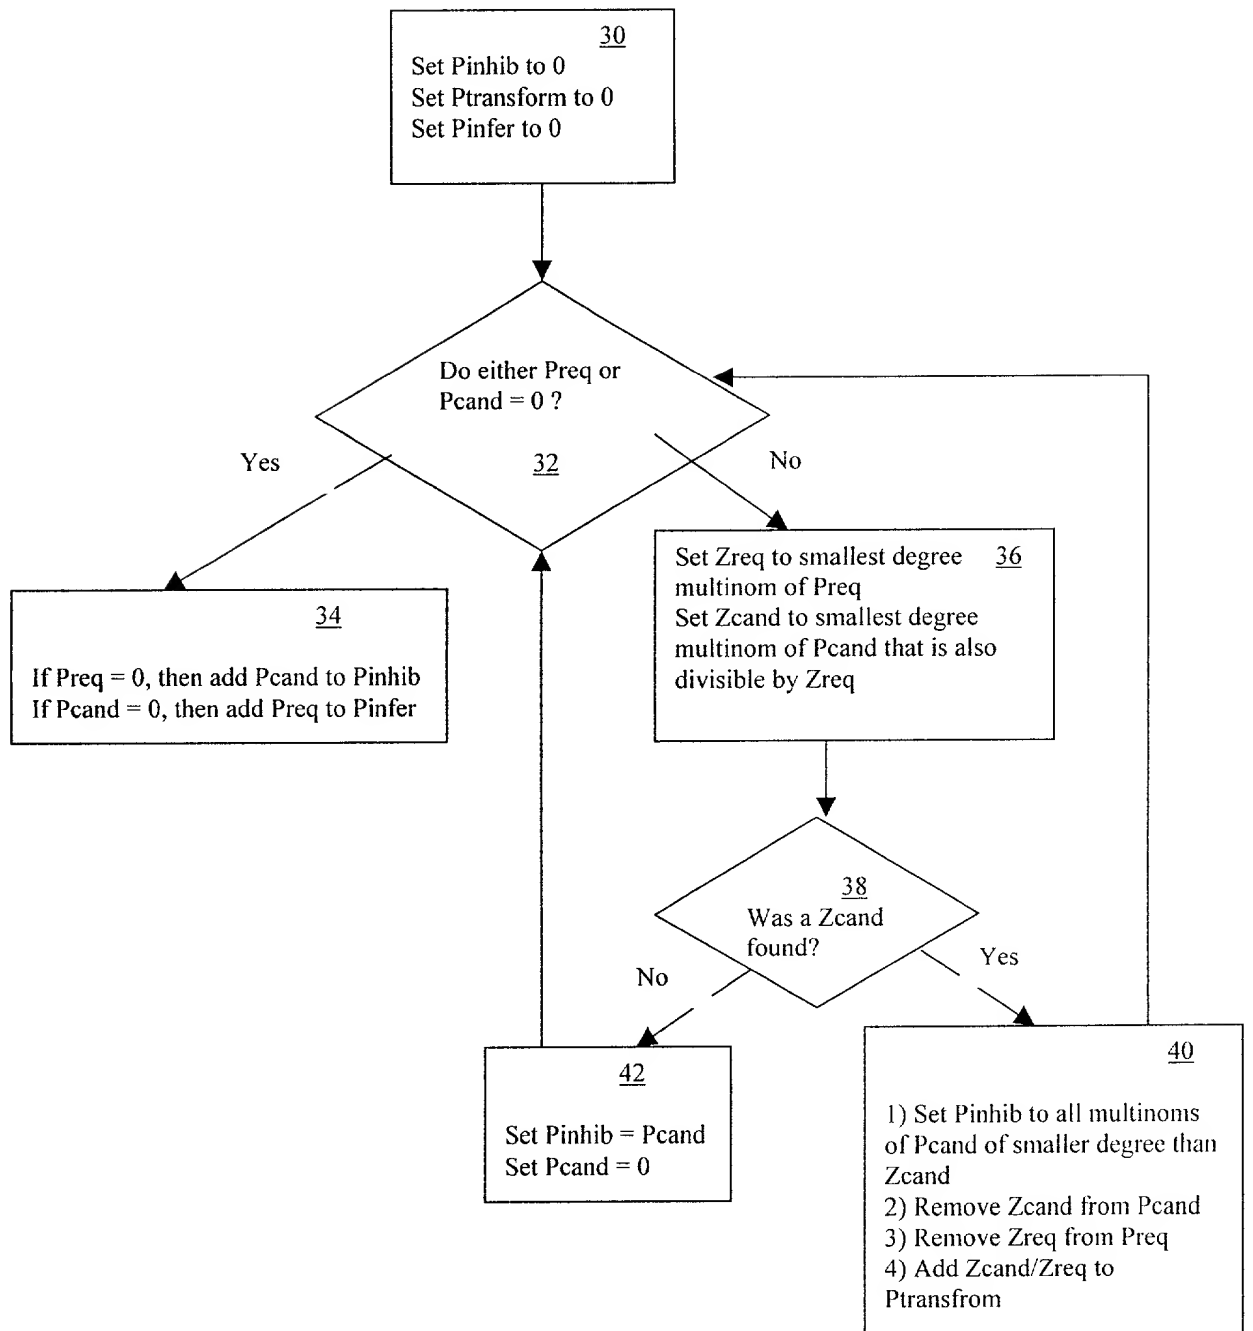 30
Set Pinhib to 0
Set Ptransform to 0
Set Pinfer to 0
Do either Preq or
Pcand = 0 ?
32
Yes
No
34
If Preq = 0, then add Pcand to Pinhib
If Pcand = 0, then add Preq to Pinfer
Set Zreq to smallest degree 36
multinom of Preq
Set Zcand to smallest degree
multinom of Pcand that is also
divisible by Zreq
38
Was a Zcand
found?
No
Yes
42
Set Pinhib = Pcand
Set Pcand = 0
40
1) Set Pinhib to all multinoms
of Pcand of smaller degree than
Zcand
2) Remove Zcand from Pcand
3) Remove Zreq from Preq
4) Add Zcand/Zreq to
Ptransfrom